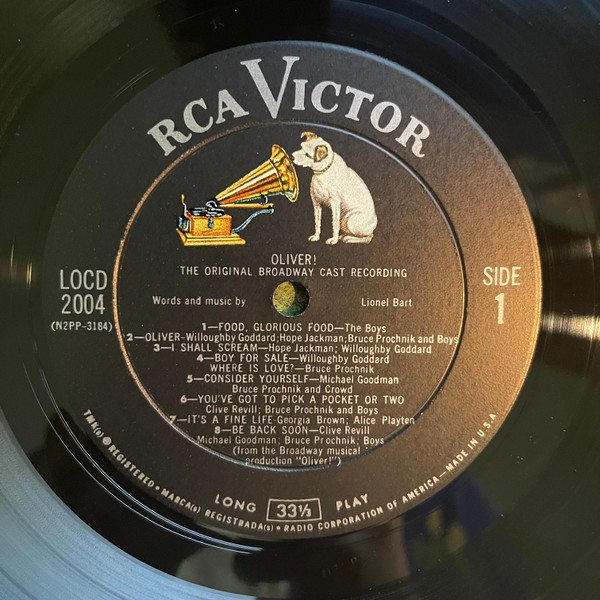 RCA VICTOR
OLIVER!
THE ORIGINAL BROADWAY CAST RECORDING
LOCD
2004
(N2PP-3184)
SIDE
1
Words and music by Lionel Bart
1—FOOD, GLORIOUS FOOD—The Boys
2—OLIVER-Willoughby Goddard;Hope Jackman;Bruce Prochnik and Boys
3—I SHALL SCREAM—Hope Jackman; Willoughby Goddard
4—BOY FOR SALE—Willoughby Goddard
WHERE IS LOVE?—Bruce Prochnik
5—CONSIDER YOURSELF—Michael Goodman
Bruce Prochnik and Crowd
6—YOU'VE GOT TO PICK A POCKET OR TWO
Clive Revill; Bruce Prochnik and Boys
7—IT'S A FINE LIFE-Georgia Brown; Alice Playten
8—BE BACK SOON—Clive Revill
Michael Goodman; Bruce Prochnik; Boys
(from the Broadway musical
production "Oliver!")
LONG 33⅓ PLAY
TMK(s) ® REGISTERED • MARCA(s) REGISTRADA(s) • RADIO CORPORATION OF AMERICA—MADE IN U.S.A.